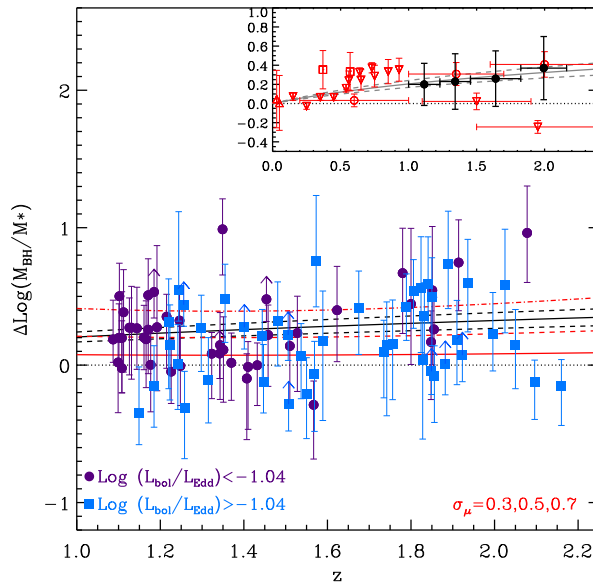 1.0
0.8
0.6
0.4
0.2
0.0
−0.2
−0.4
0.0 0.5 1.0 1.5 2.0
2
1
0
−1
ΔLog(M_BH/M*)
Log (L_bol/L_Edd)<−1.04
Log (L_bol/L_Edd)>−1.04
σ_μ=0.3,0.5,0.7
1.0 1.2 1.4 1.6 1.8 2.0 2.2
z